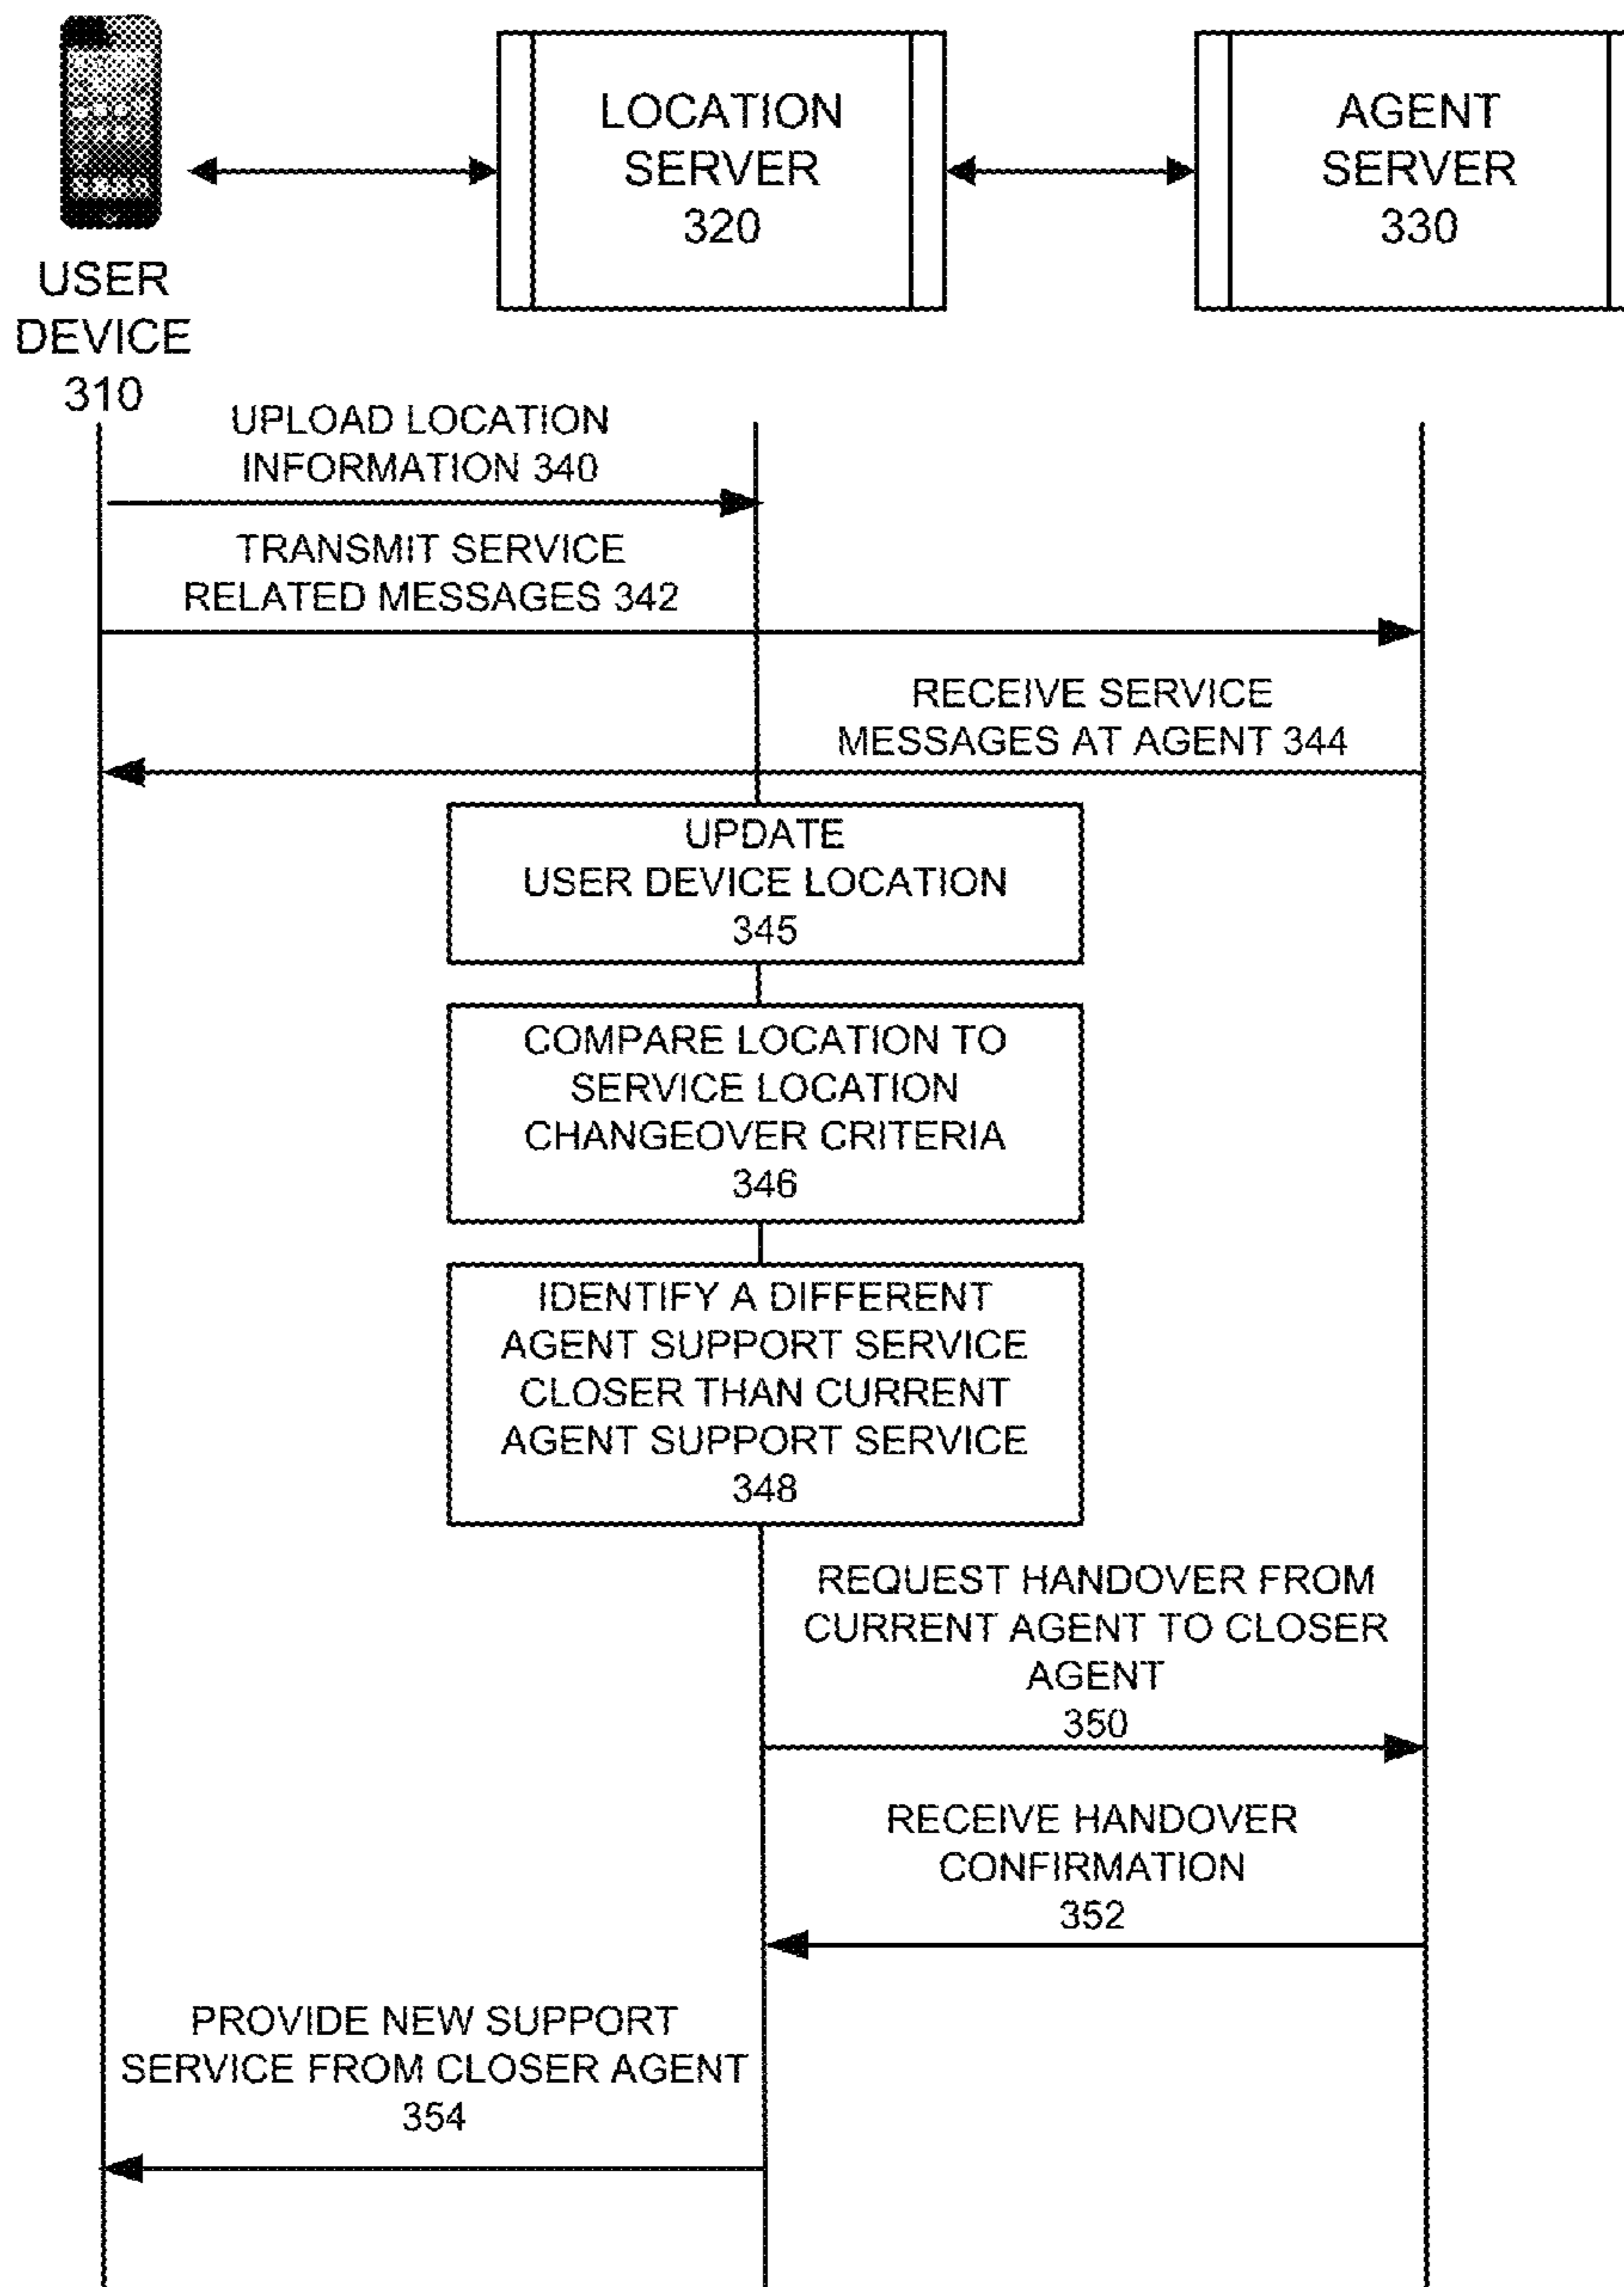 USER
DEVICE
310
LOCATION
SERVER
320
AGENT
SERVER
330
UPLOAD LOCATION
INFORMATION 340
TRANSMIT SERVICE
RELATED MESSAGES 342
RECEIVE SERVICE
MESSAGES AT AGENT 344
UPDATE
USER DEVICE LOCATION
345
COMPARE LOCATION TO
SERVICE LOCATION
CHANGEOVER CRITERIA
346
IDENTIFY A DIFFERENT
AGENT SUPPORT SERVICE
CLOSER THAN CURRENT
AGENT SUPPORT SERVICE
348
REQUEST HANDOVER FROM
CURRENT AGENT TO CLOSER
AGENT
350
RECEIVE HANDOVER
CONFIRMATION
352
PROVIDE NEW SUPPORT
SERVICE FROM CLOSER AGENT
354